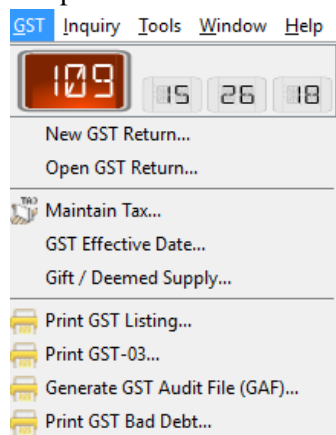 GST Inquiry Tools Window Help
109 15 26 18
New GST Return...
Open GST Return...
TAX
Maintain Tax...
GST Effective Date...
Gift / Deemed Supply...
Print GST Listing...
Print GST-03...
Generate GST Audit File (GAF)...
Print GST Bad Debt...